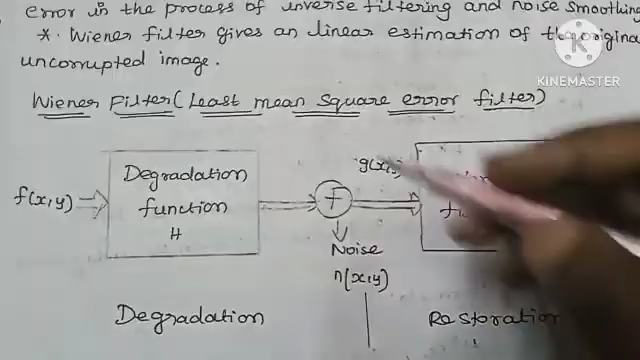 error in the process of inverse filtering and noise smoothing
*. Wiener filter gives an linear estimation of the origina
uncorrupted image.
KINEMASTER
Wiener Filter (Least mean square error filter)
f(x,y)
Degradation
function
H
+
g(x,y)
Noise
n(x,y)
Degradation
Restoration